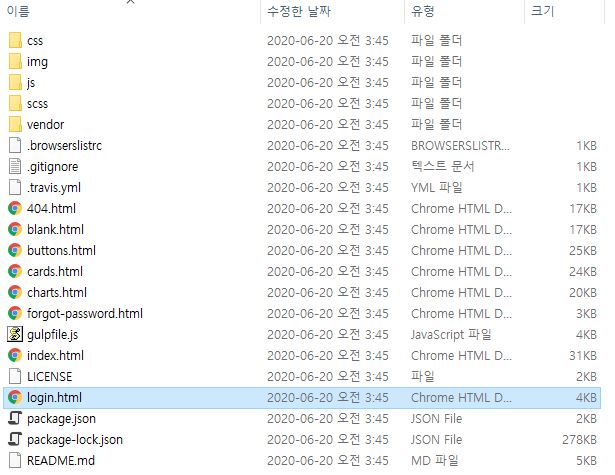 이름 수정한 날짜 유형 크기
css 2020-06-20 오전 3:45 파일 폴더
img 2020-06-20 오전 3:45 파일 폴더
js 2020-06-20 오전 3:45 파일 폴더
scss 2020-06-20 오전 3:45 파일 폴더
vendor 2020-06-20 오전 3:45 파일 폴더
.browserslistrc 2020-06-20 오전 3:45 BROWSERSLISTR... 1KB
.gitignore 2020-06-20 오전 3:45 텍스트 문서 1KB
.travis.yml 2020-06-20 오전 3:45 YML 파일 1KB
404.html 2020-06-20 오전 3:45 Chrome HTML D... 17KB
blank.html 2020-06-20 오전 3:45 Chrome HTML D... 17KB
buttons.html 2020-06-20 오전 3:45 Chrome HTML D... 25KB
cards.html 2020-06-20 오전 3:45 Chrome HTML D... 24KB
charts.html 2020-06-20 오전 3:45 Chrome HTML D... 20KB
forgot-password.html 2020-06-20 오전 3:45 Chrome HTML D... 3KB
gulpfile.js 2020-06-20 오전 3:45 JavaScript 파일 4KB
index.html 2020-06-20 오전 3:45 Chrome HTML D... 31KB
LICENSE 2020-06-20 오전 3:45 파일 2KB
login.html 2020-06-20 오전 3:45 Chrome HTML D... 4KB
package.json 2020-06-20 오전 3:45 JSON File 2KB
package-lock.json 2020-06-20 오전 3:45 JSON File 278KB
README.md 2020-06-20 오전 3:45 MD 파일 5KB